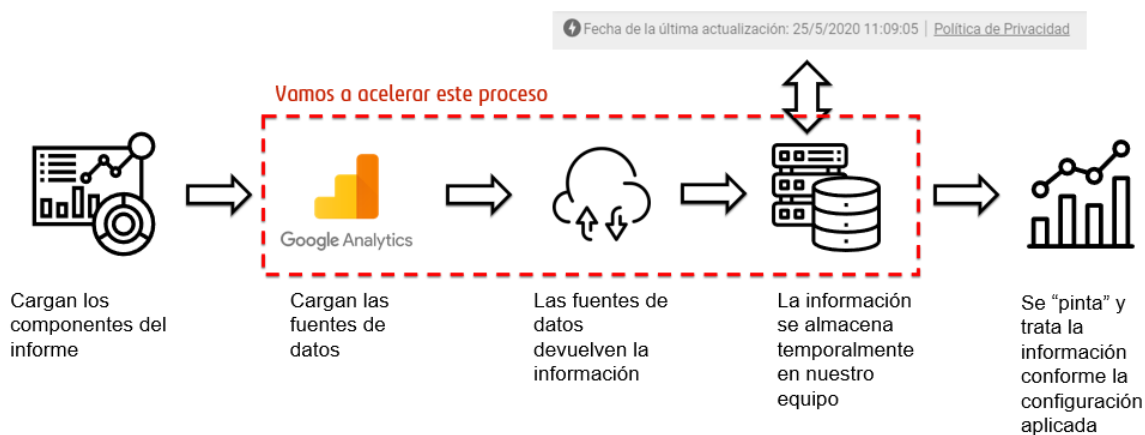 Fecha de la última actualización: 25/5/2020 11:09:05 | Política de Privacidad
Vamos a acelerar este proceso
Google Analytics
Cargan los
componentes del
informe
Cargan las
fuentes de
datos
Las fuentes de
datos
devuelven la
información
La información
se almacena
temporalmente
en nuestro
equipo
Se “pinta” y
trata la
información
conforme la
configuración
aplicada